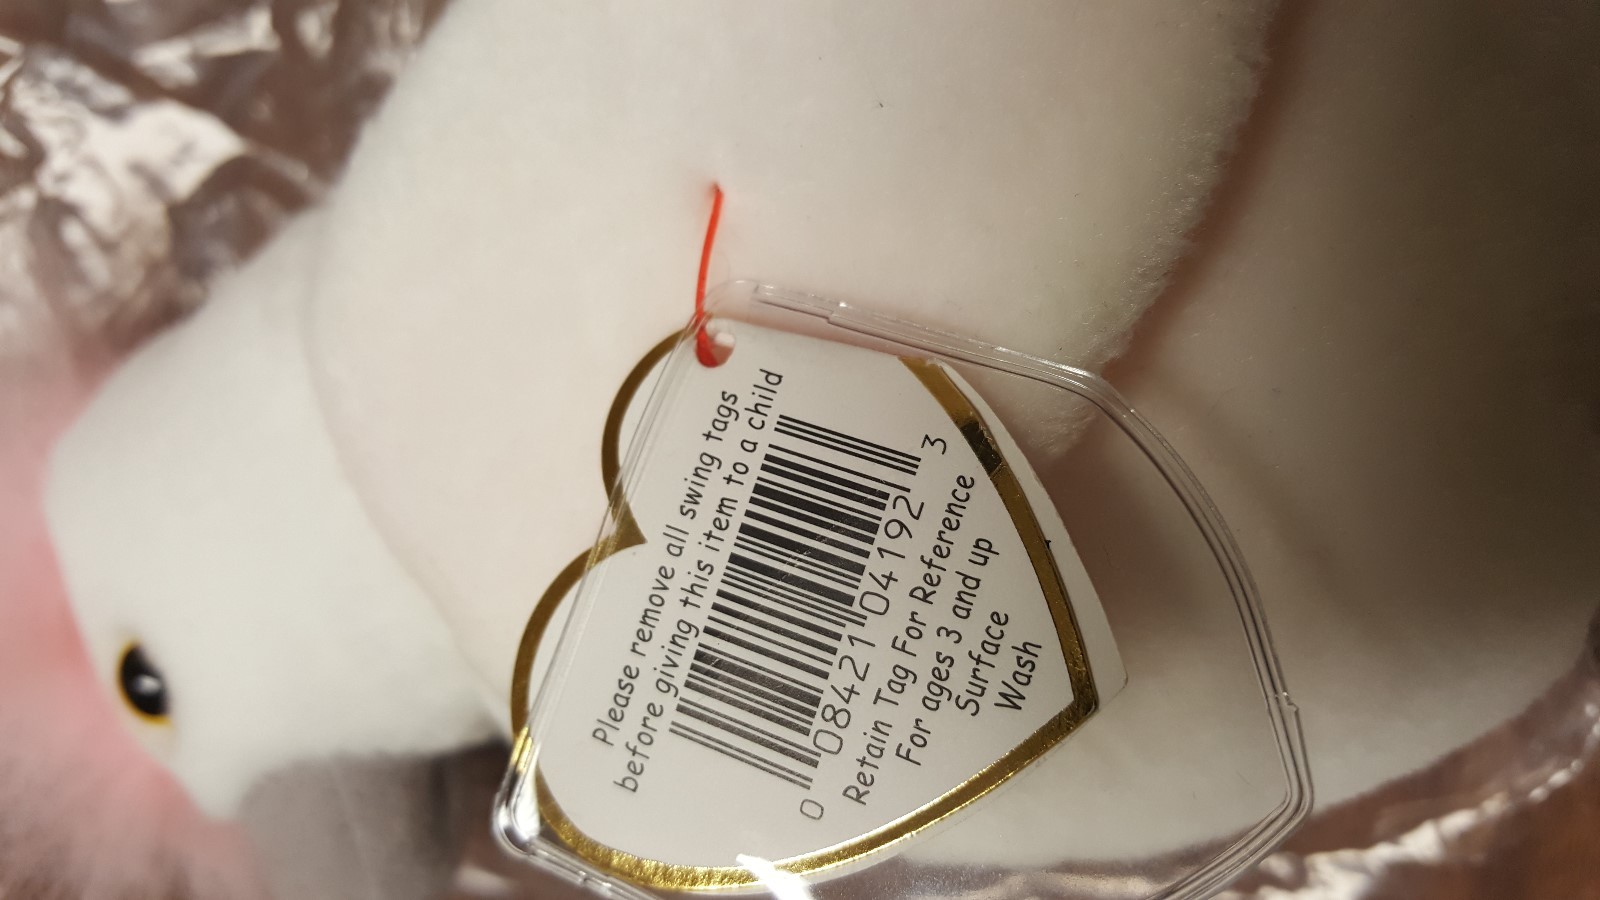 Please remove all swing tags
before giving this item to a child
0 08421 04192 3
Retain Tag For Reference
For ages 3 and up
Surface
Wash